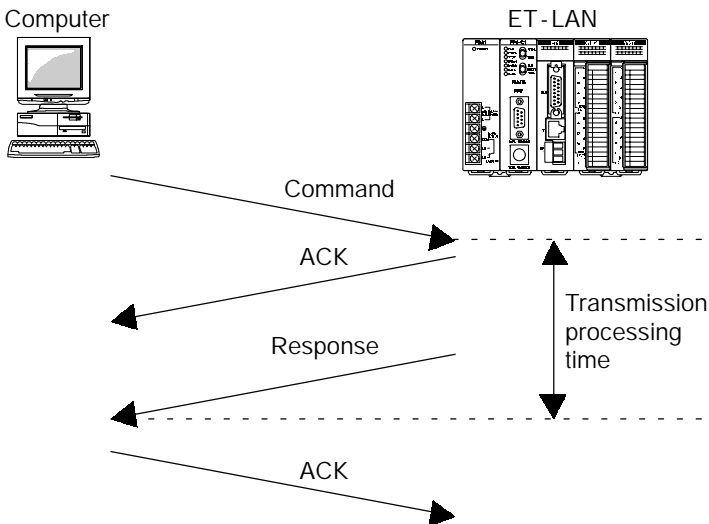 Computer
ET-LAN
Command
ACK
Transmission
processing
time
Response
ACK